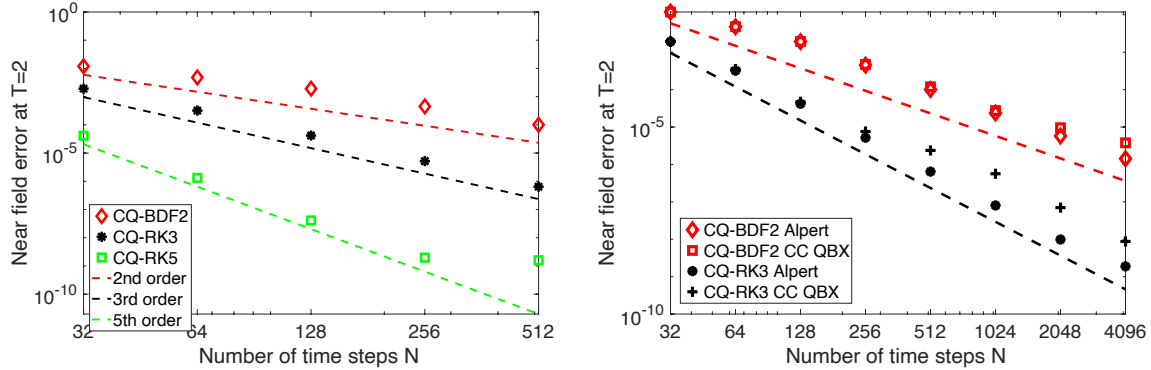 10^0
10^-5
10^-10
Near field error at T=2
CQ-BDF2
CQ-RK3
CQ-RK5
2nd order
3rd order
5th order
32 64 128 256 512
Number of time steps N
10^-5
10^-10
Near field error at T=2
CQ-BDF2 Alpert
CQ-BDF2 CC QBX
CQ-RK3 Alpert
CQ-RK3 CC QBX
32 64 128 256 512 1024 2048 4096
Number of time steps N